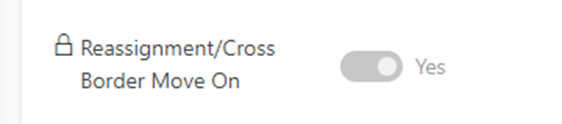 Reassignment/Cross
Border Move On
Yes